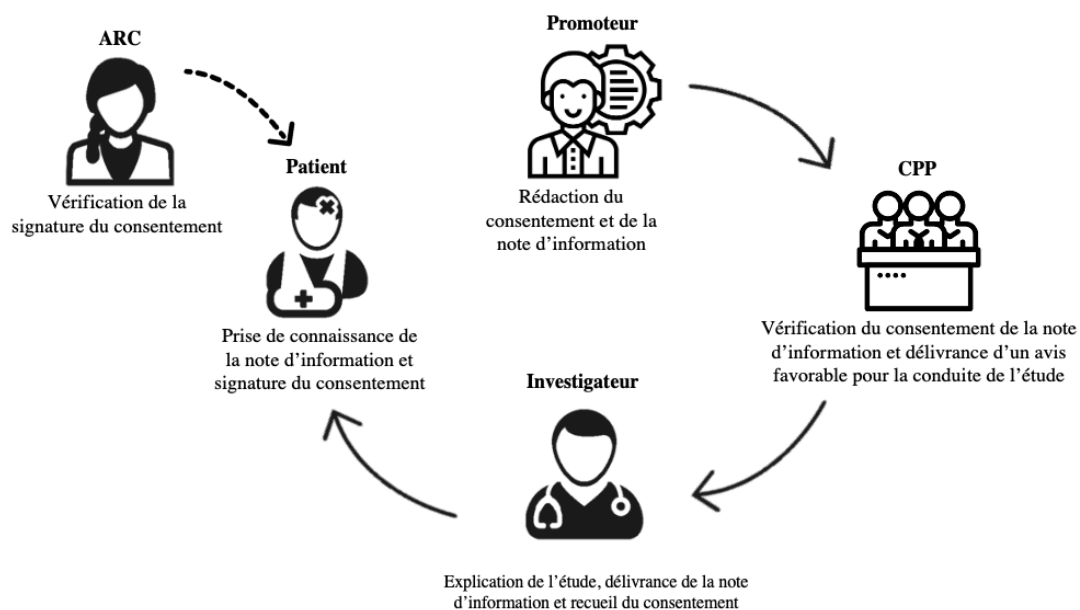 Promoteur
Rédaction du
consentement et de la
note d’information
CPP
Vérification du consentement de la note
d’information et délivrance d’un avis
favorable pour la conduite de l’étude
Investigateur
Explication de l’étude, délivrance de la note
d’information et recueil du consentement
Patient
Prise de connaissance de
la note d’information et
signature du consentement
ARC
Vérification de la
signature du consentement